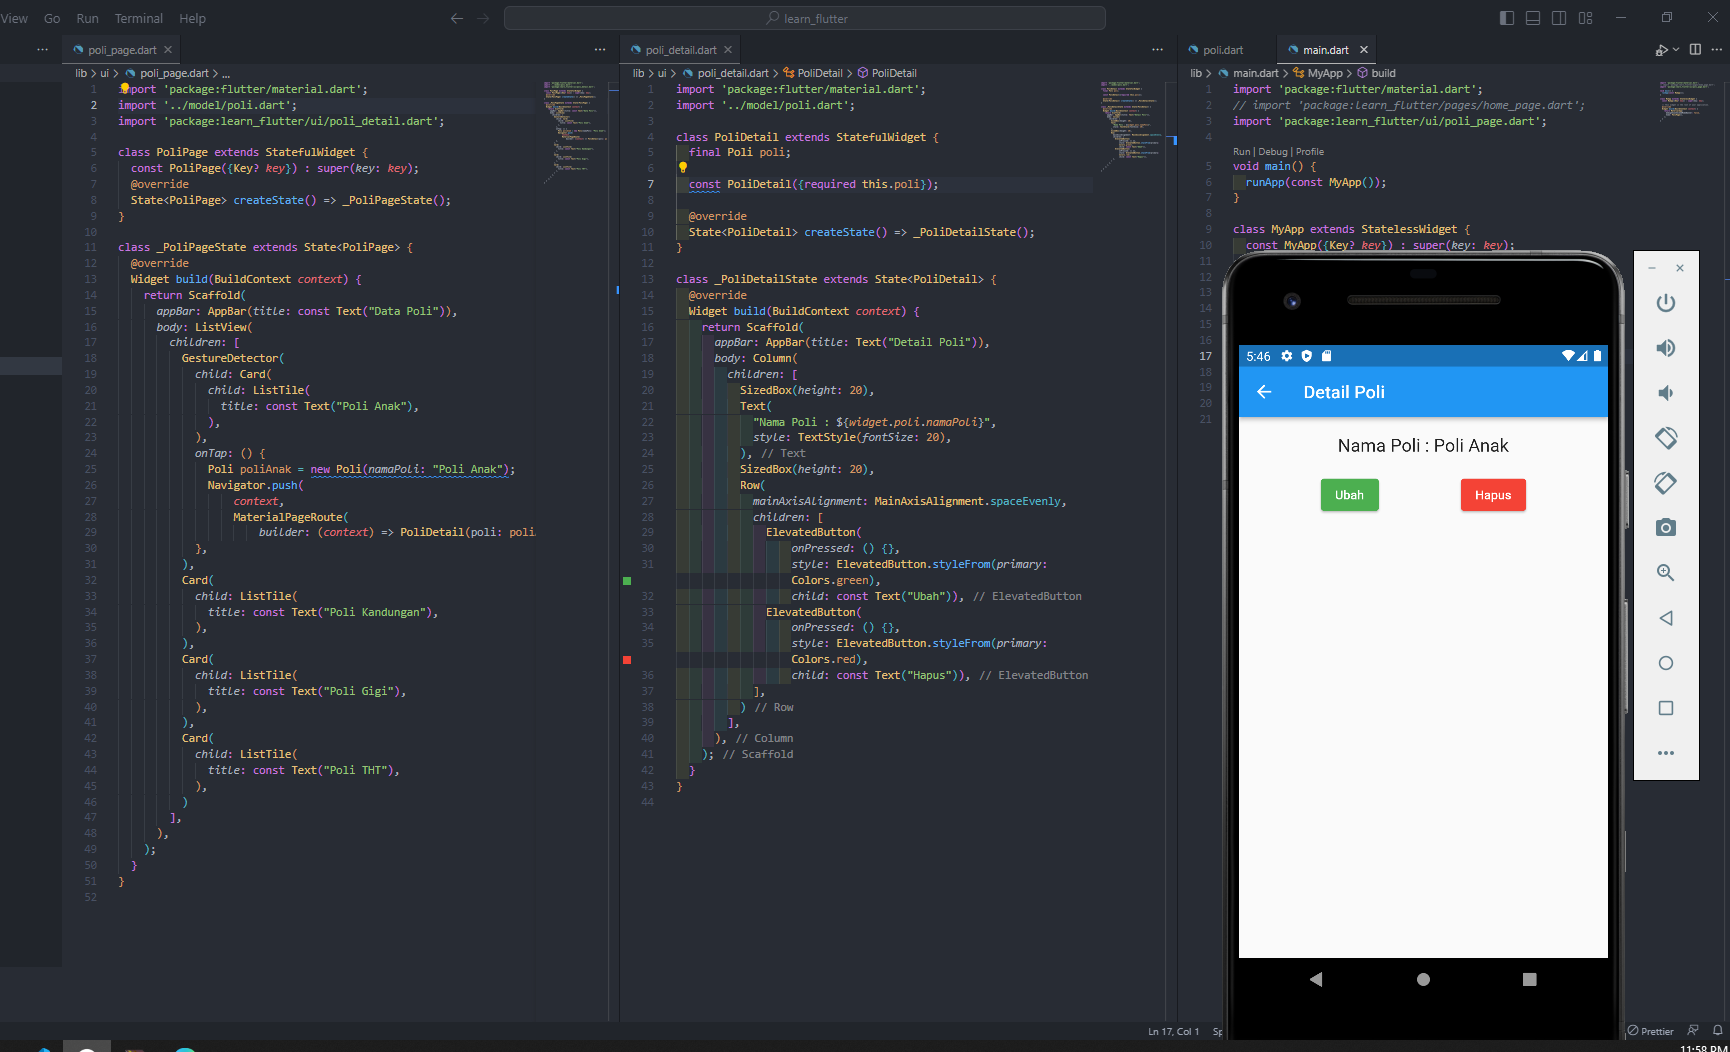 View Go Run Terminal Help
learn_flutter
poli_page.dart
lib > ui > poli_page.dart > ...
1 import 'package:flutter/material.dart';
2 import '../model/poli.dart';
3 import 'package:learn_flutter/ui/poli_detail.dart';
4
5 class PoliPage extends StatefulWidget {
6 const PoliPage({Key? key}) : super(key: key);
7 @override
8 State<PoliPage> createState() => _PoliPageState();
9 }
10
11 class _PoliPageState extends State<PoliPage> {
12 @override
13 Widget build(BuildContext context) {
14 return Scaffold(
15 appBar: AppBar(title: const Text("Data Poli")),
16 body: ListView(
17 children: [
18 GestureDetector(
19 child: Card(
20 child: ListTile(
21 title: const Text("Poli Anak"),
22 ),
23 ),
24 onTap: () {
25 Poli poliAnak = new Poli(namaPoli: "Poli Anak");
26 Navigator.push(
27 context,
28 MaterialPageRoute(
29 builder: (context) => PoliDetail(poli: poli
30 },
31 ),
32 Card(
33 child: ListTile(
34 title: const Text("Poli Kandungan"),
35 ),
36 ),
37 Card(
38 child: ListTile(
39 title: const Text("Poli Gigi"),
40 ),
41 ),
42 Card(
43 child: ListTile(
44 title: const Text("Poli THT"),
45 ),
46 )
47 ],
48 ),
49 );
50 }
51 }
52
poli_detail.dart
lib > ui > poli_detail.dart > PoliDetail > PoliDetail
1 import 'package:flutter/material.dart';
2 import '../model/poli.dart';
3
4 class PoliDetail extends StatefulWidget {
5 final Poli poli;
6
7 const PoliDetail({required this.poli});
8
9 @override
10 State<PoliDetail> createState() => _PoliDetailState();
11 }
12
13 class _PoliDetailState extends State<PoliDetail> {
14 @override
15 Widget build(BuildContext context) {
16 return Scaffold(
17 appBar: AppBar(title: Text("Detail Poli")),
18 body: Column(
19 children: [
20 SizedBox(height: 20),
21 Text(
22 "Nama Poli : ${widget.poli.namaPoli}",
23 style: TextStyle(fontSize: 20),
24 ), // Text
25 SizedBox(height: 20),
26 Row(
27 mainAxisAlignment: MainAxisAlignment.spaceEvenly,
28 children: [
29 ElevatedButton(
30 onPressed: () {},
31 style: ElevatedButton.styleFrom(primary:
Colors.green),
32 child: const Text("Ubah")), // ElevatedButton
33 ElevatedButton(
34 onPressed: () {},
35 style: ElevatedButton.styleFrom(primary:
Colors.red),
36 child: const Text("Hapus")), // ElevatedButton
37 ],
38 ) // Row
39 ],
40 ), // Column
41 ); // Scaffold
42 }
43 }
44
poli.dart main.dart
lib > main.dart > MyApp > build
1 import 'package:flutter/material.dart';
2 // import 'package:learn_flutter/pages/home_page.dart';
3 import 'package:learn_flutter/ui/poli_page.dart';
4
Run | Debug | Profile
5 void main() {
6 runApp(const MyApp());
7 }
8
9 class MyApp extends StatelessWidget {
10 const MyApp({Key? key}) : super(key: key);
11
12
13
14
15
16
17
18
19
20
21
5:46
Detail Poli
Nama Poli : Poli Anak
Ubah Hapus
Ln 17, Col 1 Sp
Prettier
11:58 PM